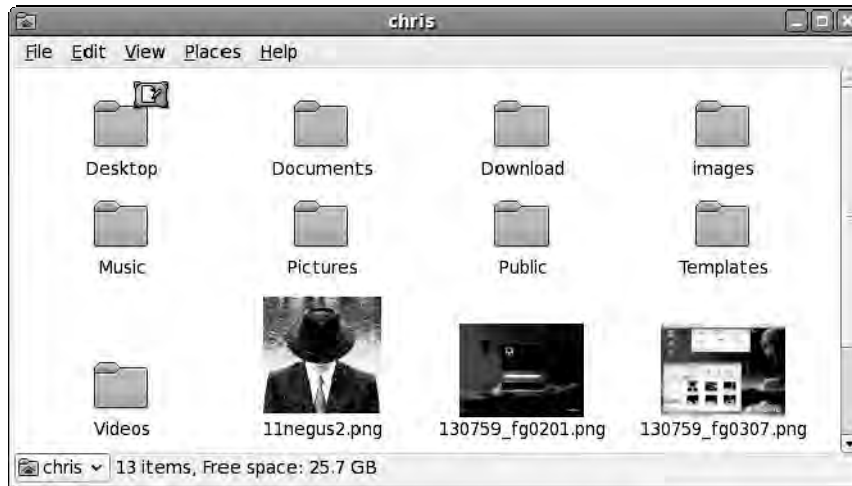 chris
File Edit View Places Help
Desktop Documents Download images
Music Pictures Public Templates
Videos 11negus2.png 130759_fg0201.png 130759_fg0307.png
chris 13 items, Free space: 25.7 GB